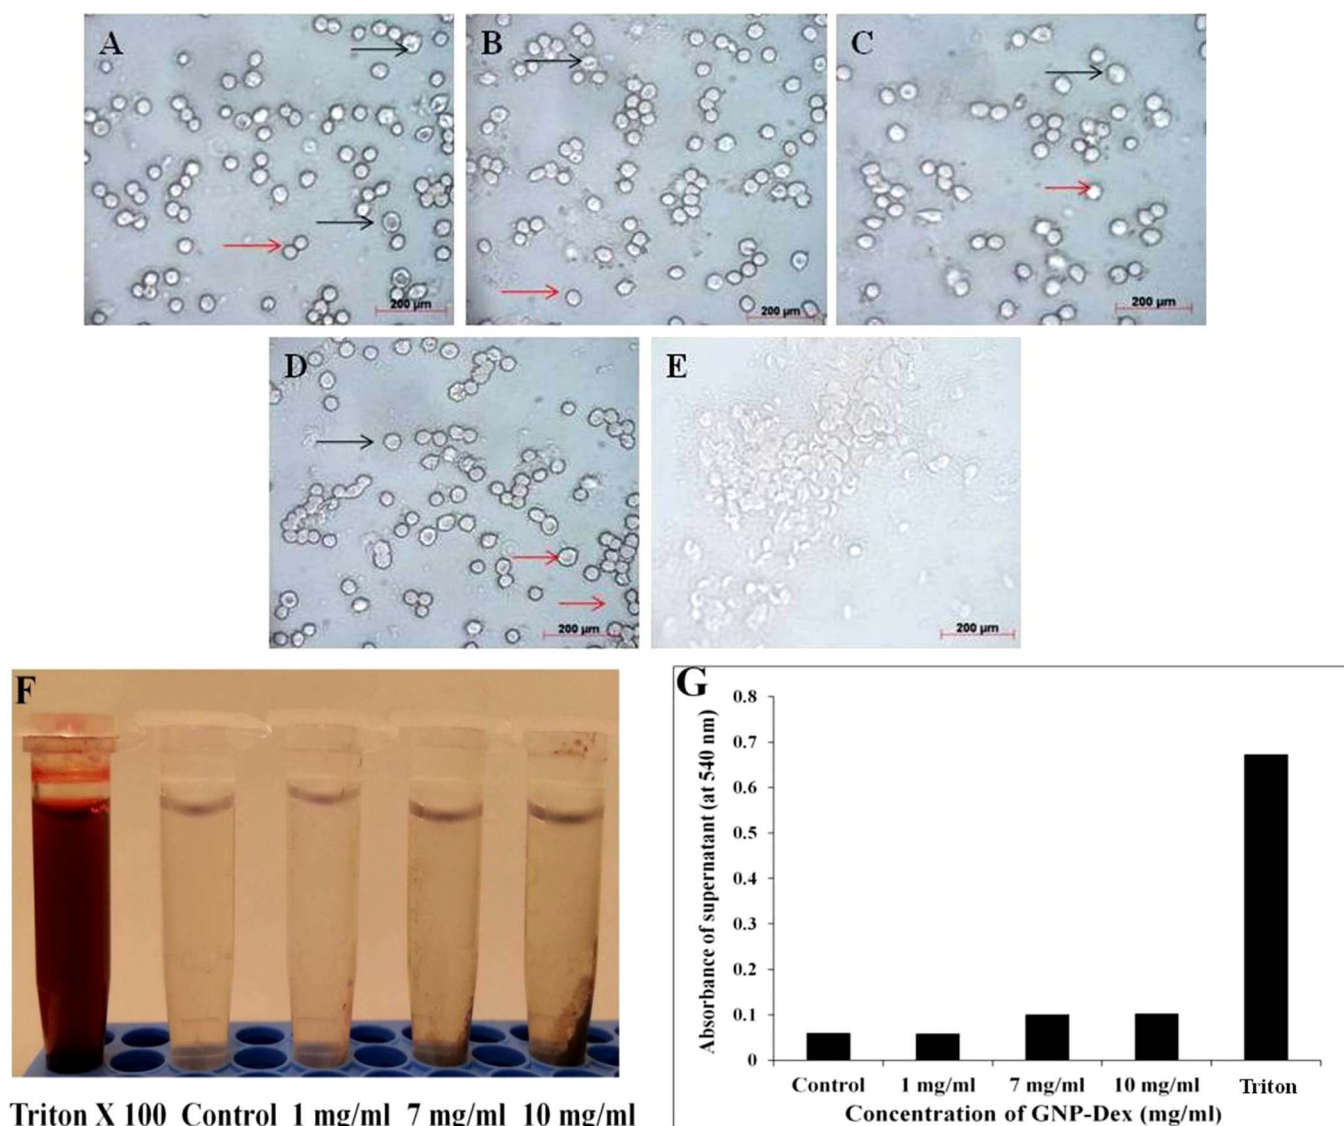 A
B
C
200 µm
200 µm
200 µm
D
E
200 µm
200 µm
F
Triton X 100 Control 1 mg/ml 7 mg/ml 10 mg/ml
G
Absorbance of supernatant (at 540 nm)
0.8
0.7
0.6
0.5
0.4
0.3
0.2
0.1
0
Control 1 mg/ml 7 mg/ml 10 mg/ml Triton
Concentration of GNP-Dex (mg/ml)